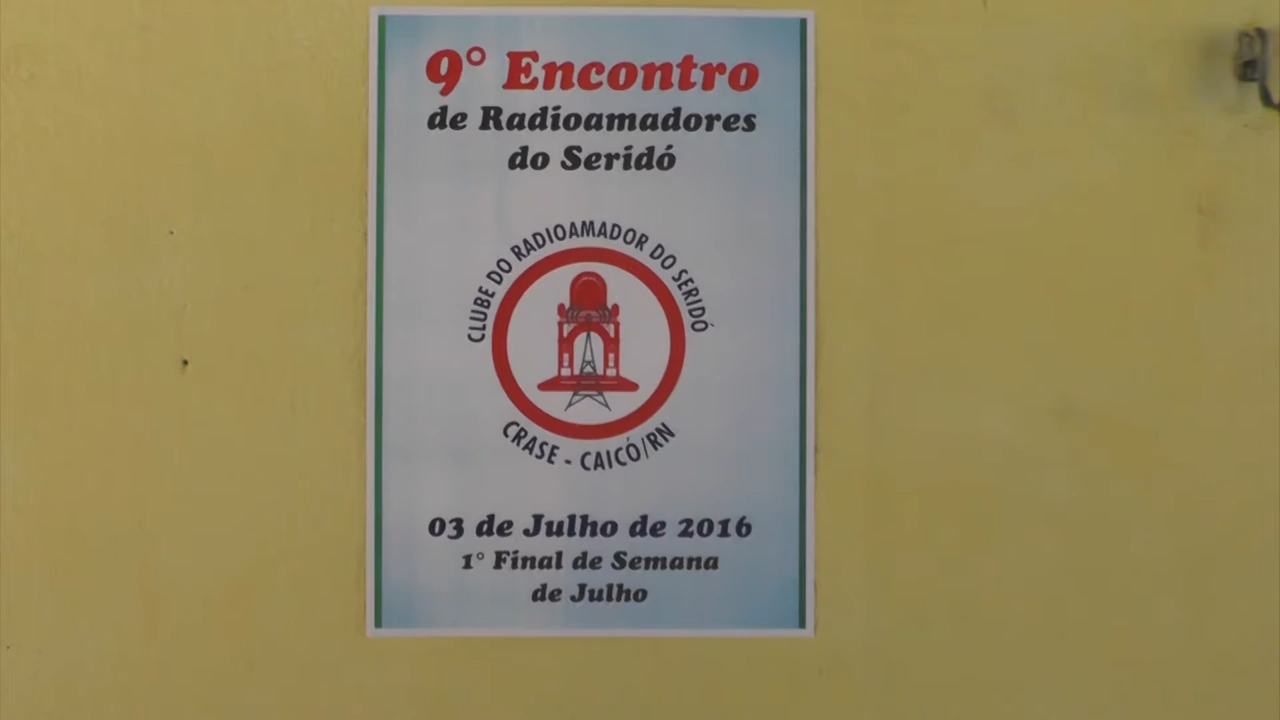 9° Encontro
de Radioamadores
do Seridó
CLUBE DO RADIOAMADOR DO SERIDÓ
CRASE - CAICÓ/RN
03 de Julho de 2016
1° Final de Semana
de Julho